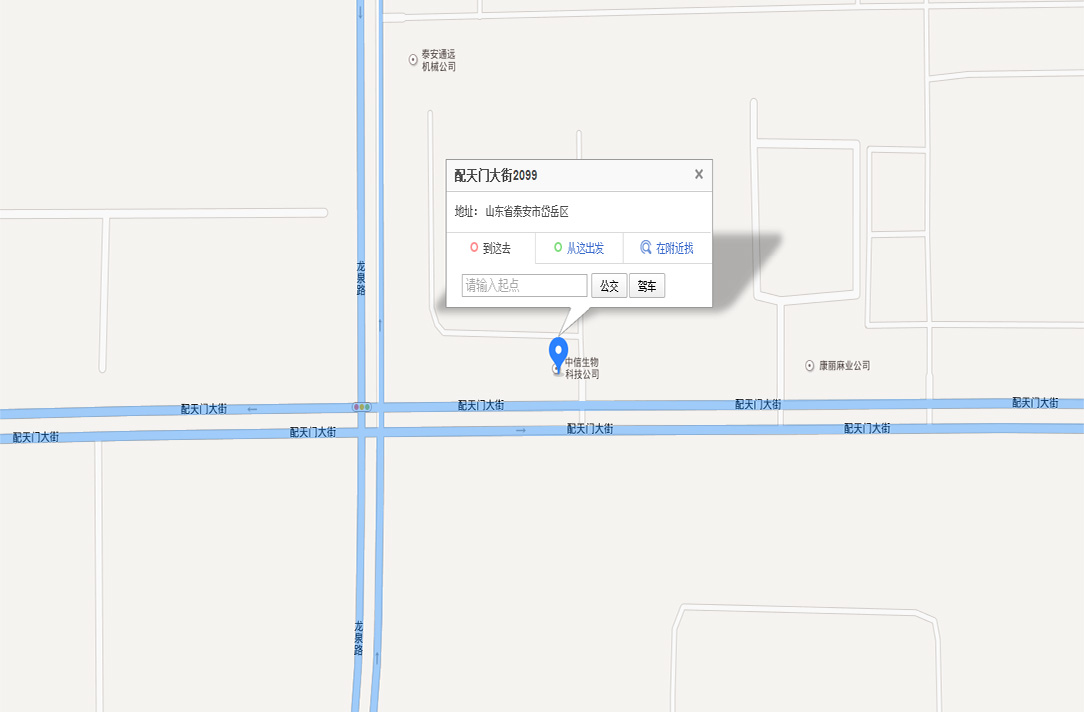 泰安通远
机械公司
配天门大街2099
地址： 山东省泰安市岱岳区
到这去
从这出发
在附近找
请输入起点
公交
驾车
龙泉路
中信生物
科技公司
康丽麻业公司
配天门大街
配天门大街
配天门大街
配天门大街
配天门大街
配天门大街
配天门大街
配天门大街
龙泉路